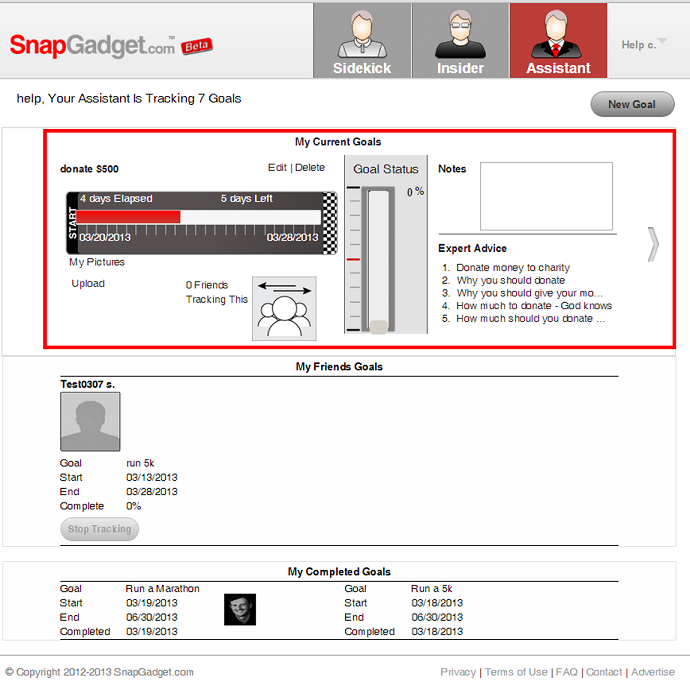 SnapGadget.com™ Beta
Sidekick
Insider
Assistant
Help c.
help, Your Assistant Is Tracking 7 Goals
New Goal
My Current Goals
donate $500
Edit | Delete
START
4 days Elapsed
5 days Left
03/20/2013
03/28/2013
My Pictures
Upload
0 Friends
Tracking This
Goal Status
0 %
Notes
Expert Advice
1. Donate money to charity
2. Why you should donate
3. Why you should give your mo...
4. How much to donate - God knows
5. How much should you donate ...
My Friends Goals
Test0307 s.
Goal run 5k
Start 03/13/2013
End 03/28/2013
Complete 0%
Stop Tracking
My Completed Goals
Goal Run a Marathon
Start 03/19/2013
End 06/30/2013
Completed 03/19/2013
Goal Run a 5k
Start 03/18/2013
End 06/30/2013
Completed 03/18/2013
© Copyright 2012-2013 SnapGadget.com
Privacy | Terms of Use | FAQ | Contact | Advertise